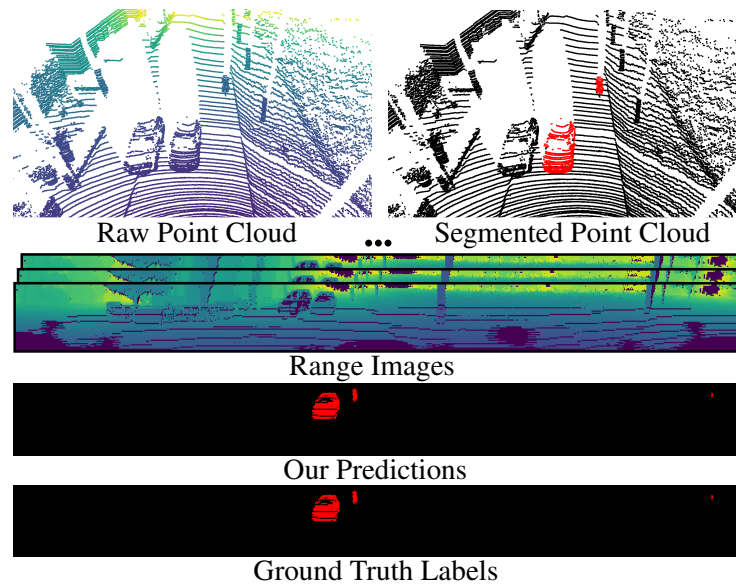 Raw Point Cloud ... Segmented Point Cloud
Range Images
Our Predictions
Ground Truth Labels